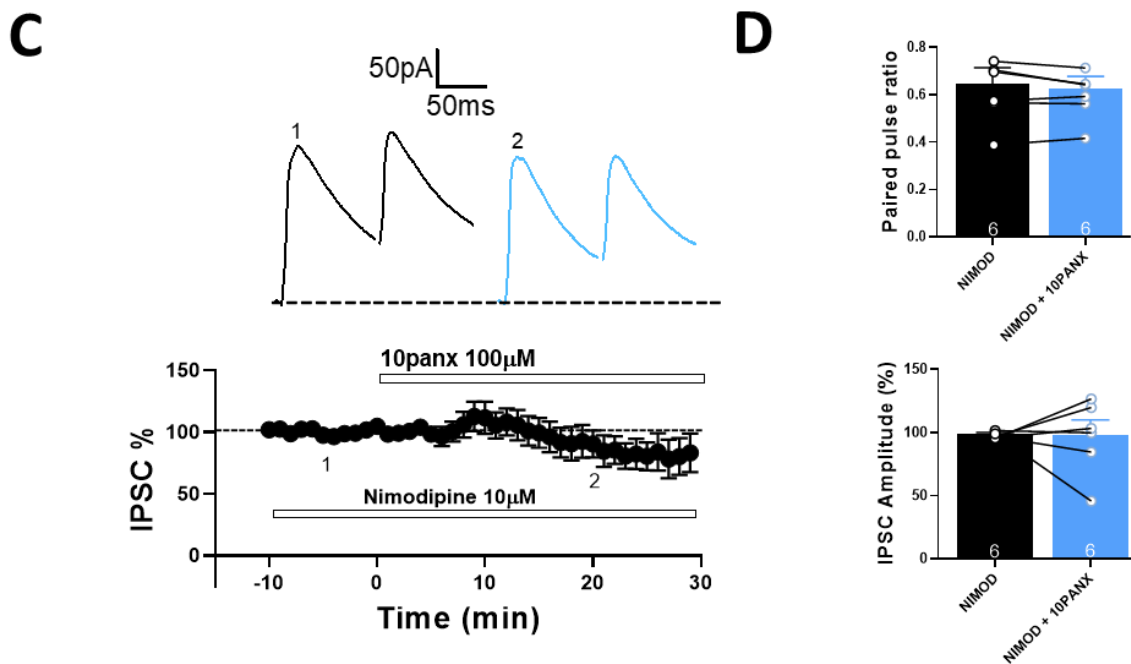 C
50pA
50ms
1
2
10panx 100μM
150
100
50
0
IPSC %
1
2
Nimodipine 10μM
-10 0 10 20 30
Time (min)
D
Paired pulse ratio
0.8
0.6
0.4
0.2
0.0
6 6
NIMOD
NIMOD + 10PANX
IPSC Amplitude (%)
150
100
50
0
6 6
NIMOD
NIMOD + 10PANX